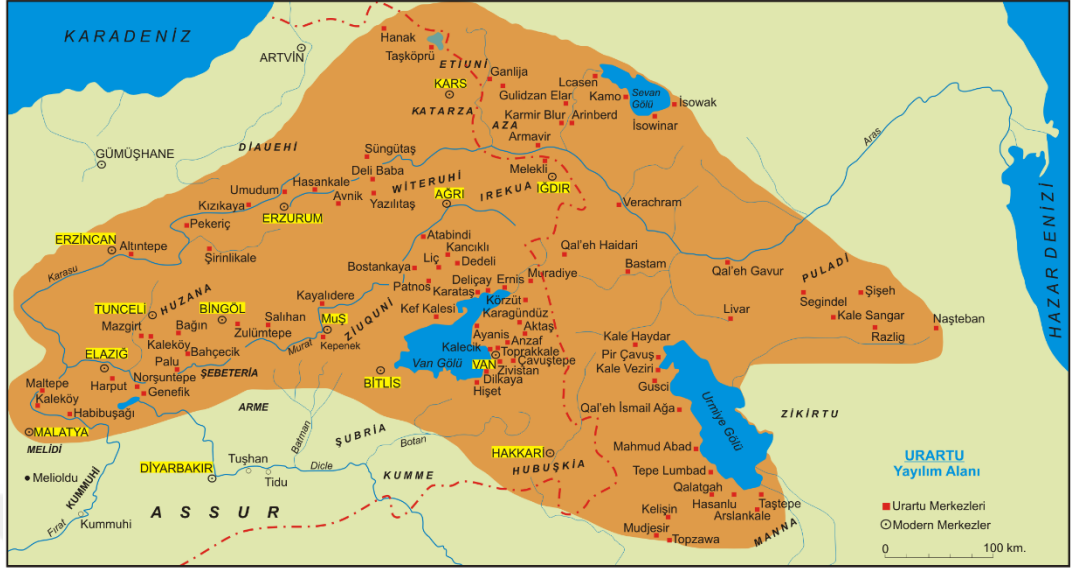 KARADENİZ
ARTVİN
Hanak
Taşköprü
ETİUNİ
KARS
Ganlija
Lcasen
Gulidzan Elar
Kamo
Sevan
Gölü
İsowak
KATARZA
AZA
Karmir Blur
Arinberd
İsowinar
Armavir
GÜMÜŞHANE
DİAUEHİ
Süngütaş
Deli Baba
Melekli
IĞDIR
Aras
Umudum
Hasankale
WİTERUHİ
AĞRI
IREKUA
Kızıkaya
ERZURUM
Avnik
Yazılıtaş
Verachram
Pekeriç
ERZİNCAN
Altıntepe
Şirinlikale
Karasu
Atabindi
Kancıklı
Liç
Dedeli
Bostankaya
Qal'eh Haidari
Bastam
Qal'eh Gavur
PULADİ
HAZAR DENİZİ
Patnos
Deliçay
Ernis
Muradiye
Karataş
Körzüt
TUNCELİ
HUZANA
BİNGÖL
Kayalıdere
ZIUQUNİ
Kef Kalesi
Karagündüz
Segindel
Şişeh
Livar
Kale Sangar
Razlig
Naşteban
Mazgirt
Bağın
Kaleköy
Zulümtepe
Salıhan
MuŞ
Murat
Kepenek
Ayanis
Aktaş
Anzaf
Kalecik
Toprakkale
VAN
Çavuştepe
Zivistan
Van Gölü
Dilkaya
Hişet
Kale Haydar
Pir Çavuş
Kale Veziri
Gusci
ELAZIĞ
Palu
Bahçecik
Harput
Norşuntepe
ŞEBETERİA
Genefik
BİTLİS
Maltepe
Kaleköy
Habibuşağı
MALATYA
MELİDİ
ARME
Batman
ŞUBRİA
Botan
Qal'eh İsmail Ağa
Urmiye Gölü
ZİKİRTU
Melioldu
KUMMUHİ
DİYARBAKIR
Tuşhan
Tidu
Dicle
KUMME
HAKKARİ
HUBUŞKİA
Mahmud Abad
Tepe Lumbad
Qalatgah
Hasanlu
Taştepe
Arslankale
Kelişin
Mudjesir
Topzawa
MANNA
Fırat
Kummuhi
ASSUR
URARTU
Yayılım Alanı
Urartu Merkezleri
Modern Merkezler
0 100 km.